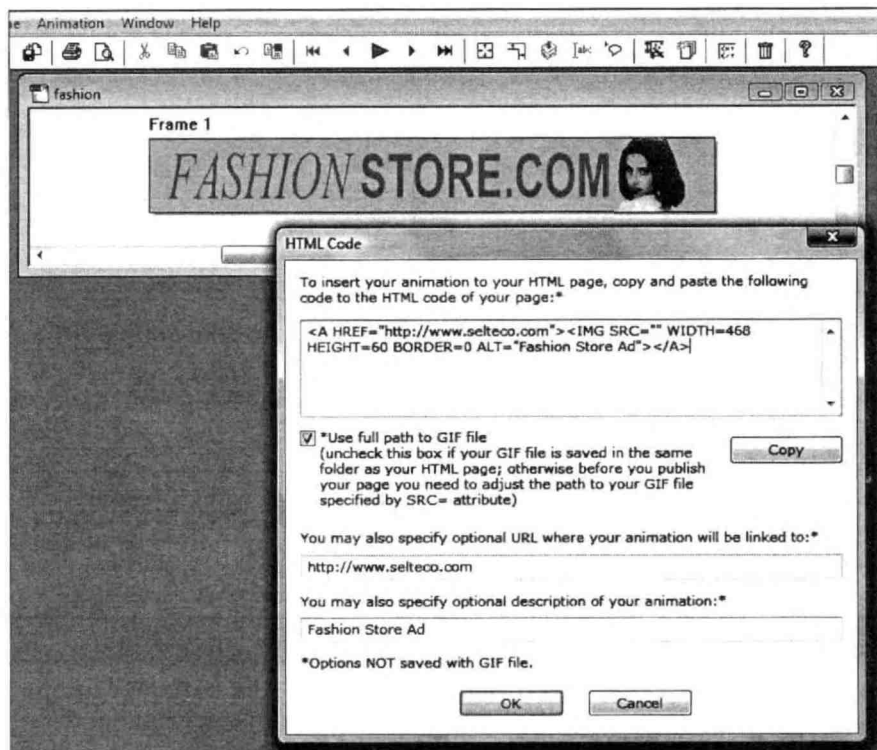 Animation Window Help
fashion
Frame 1
FASHION STORE.COM
HTML Code
To insert your animation to your HTML page, copy and paste the following
code to the HTML code of your page:*
<A HREF="http://www.selteco.com"><IMG SRC="" WIDTH=468
HEIGHT=60 BORDER=0 ALT="Fashion Store Ad"></A>
*Use full path to GIF file
(uncheck this box if your GIF file is saved in the same
folder as your HTML page; otherwise before you publish
your page you need to adjust the path to your GIF file
specified by SRC= attribute)
Copy
You may also specify optional URL where your animation will be linked to:*
http://www.selteco.com
You may also specify optional description of your animation:*
Fashion Store Ad
*Options NOT saved with GIF file.
OK Cancel